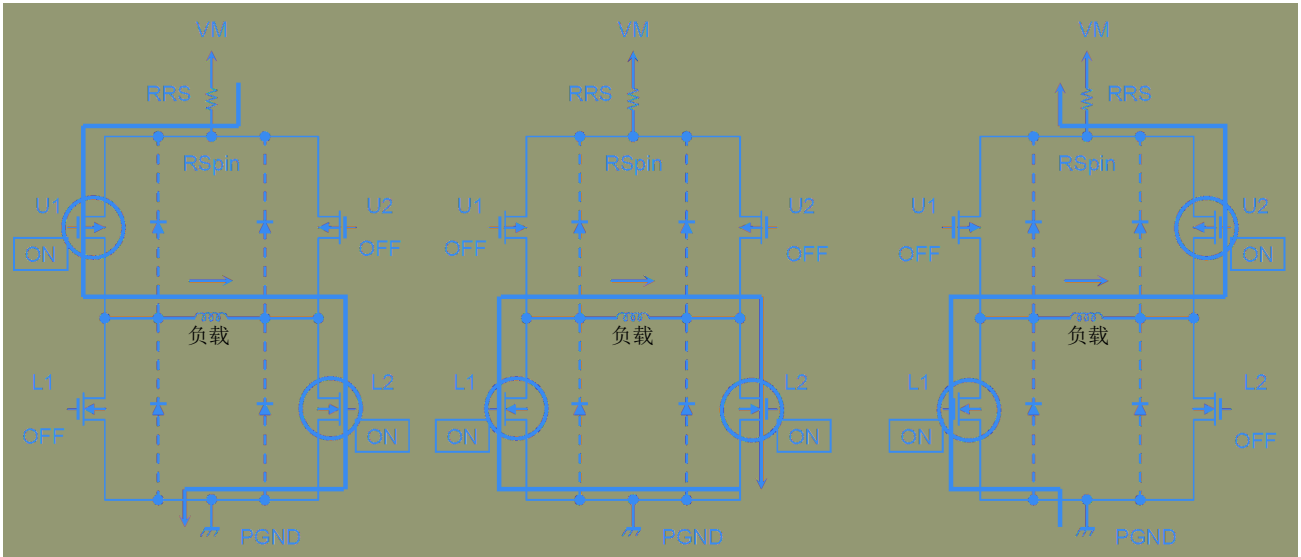 VM
RRS
RSpin
U1
U2
ON
OFF
负载
L1
L2
OFF
ON
PGND
VM
RRS
RSpin
U1
U2
OFF
OFF
负载
L1
L2
ON
ON
PGND
VM
RRS
RSpin
U1
U2
OFF
ON
负载
L1
L2
ON
OFF
PGND